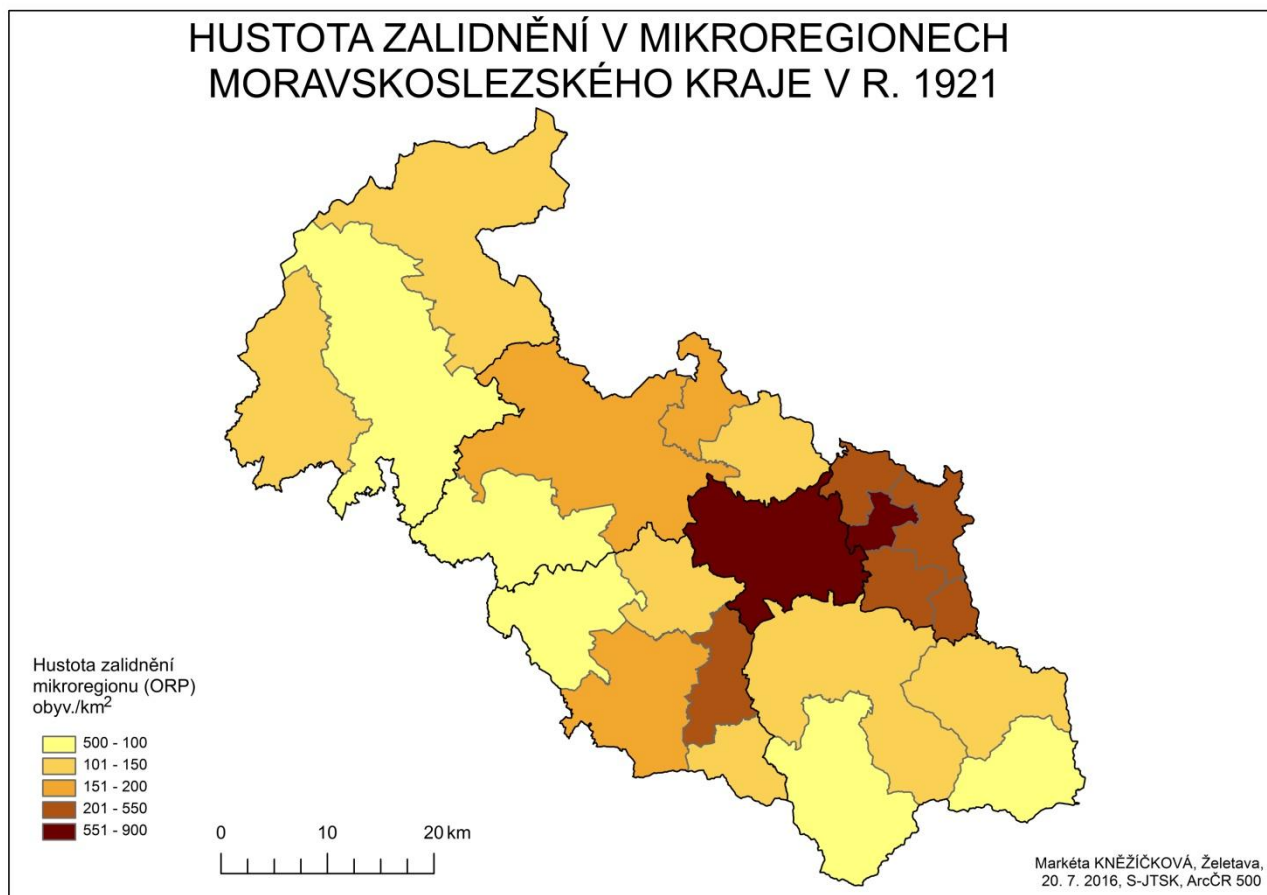 HUSTOTA ZALIDNĚNÍ V MIKROREGIONECH
MORAVSKOSLEZSKÉHO KRAJE V R. 1921
Hustota zalidnění
mikroregionu (ORP)
obyv./km²
500 - 100
101 - 150
151 - 200
201 - 550
551 - 900
0 10 20 km
Markéta KNĚŽÍČKOVÁ, Želetava,
20. 7. 2016, S-JTSK, ArcČR 500